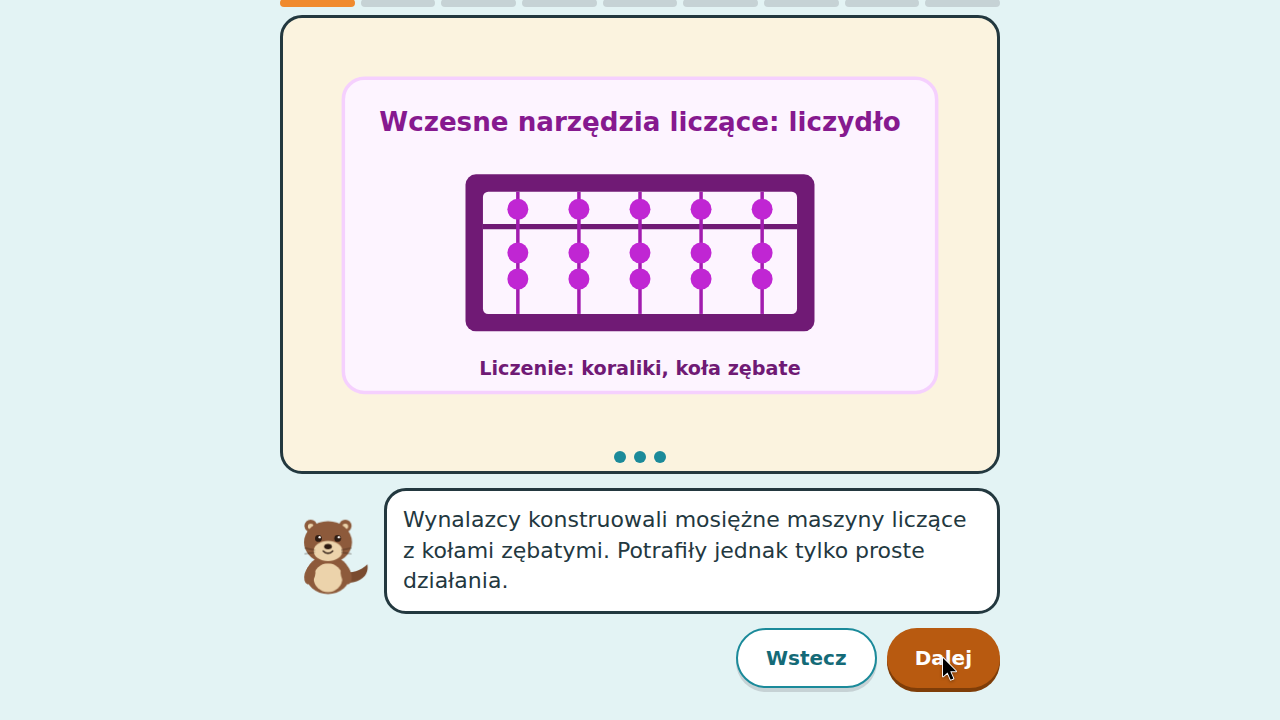 Wczesne narzędzia liczące: liczydło
Liczenie: koraliki, koła zębate
Wynalazcy konstruowali mosiężne maszyny liczące
z kołami zębatymi. Potrafiły jednak tylko proste
działania.
Wstecz
Dalej